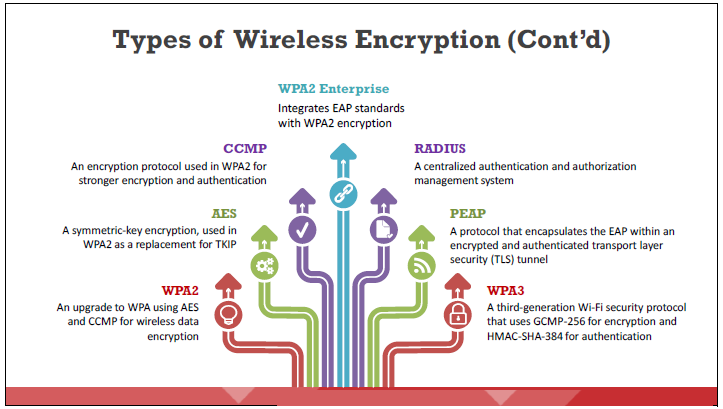 Types of Wireless Encryption (Cont’d)
WPA2 Enterprise
Integrates EAP standards
with WPA2 encryption
CCMP
An encryption protocol used in WPA2 for
stronger encryption and authentication
RADIUS
A centralized authentication and authorization
management system
AES
A symmetric-key encryption, used in
WPA2 as a replacement for TKIP
PEAP
A protocol that encapsulates the EAP within an
encrypted and authenticated transport layer
security (TLS) tunnel
WPA2
An upgrade to WPA using AES
and CCMP for wireless data
encryption
WPA3
A third-generation Wi-Fi security protocol
that uses GCMP-256 for encryption and
HMAC-SHA-384 for authentication